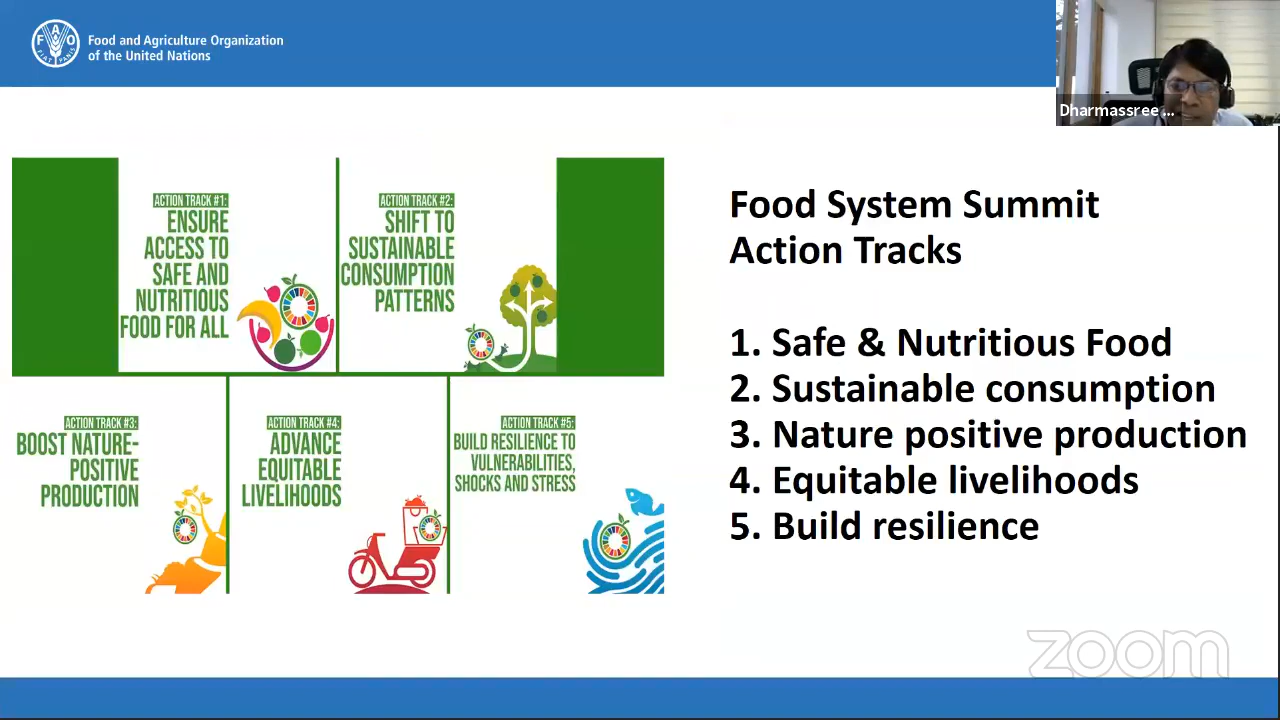 Food and Agriculture Organization
of the United Nations
Dharmassree ...
ACTION TRACK #1:
ENSURE
ACCESS TO
SAFE AND
NUTRITIOUS
FOOD FOR ALL
ACTION TRACK #2:
SHIFT TO
SUSTAINABLE
CONSUMPTION
PATTERNS
ACTION TRACK #3:
BOOST NATURE-
POSITIVE
PRODUCTION
ACTION TRACK #4:
ADVANCE
EQUITABLE
LIVELIHOODS
ACTION TRACK #5:
BUILD RESILIENCE TO
VULNERABILITIES,
SHOCKS AND STRESS
Food System Summit
Action Tracks
1. Safe & Nutritious Food
2. Sustainable consumption
3. Nature positive production
4. Equitable livelihoods
5. Build resilience
zoom